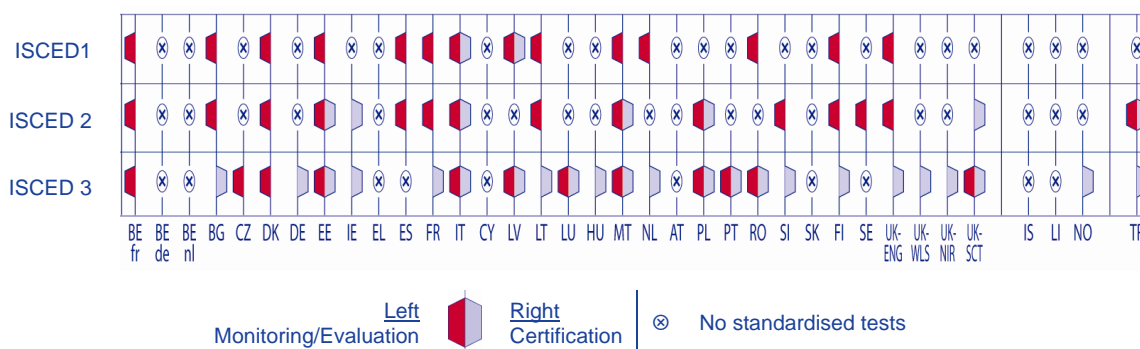 ISCED1
ISCED 2
ISCED 3
BE fr BE de BE nl BG CZ DK DE EE IE EL ES FR IT CY LV LT LU HU MT NL AT PL PT RO SI SK FI SE UK-ENG UK-WLS UK-NIR UK-SCT IS LI NO
Left Right
Monitoring/Evaluation Certification No standardised tests